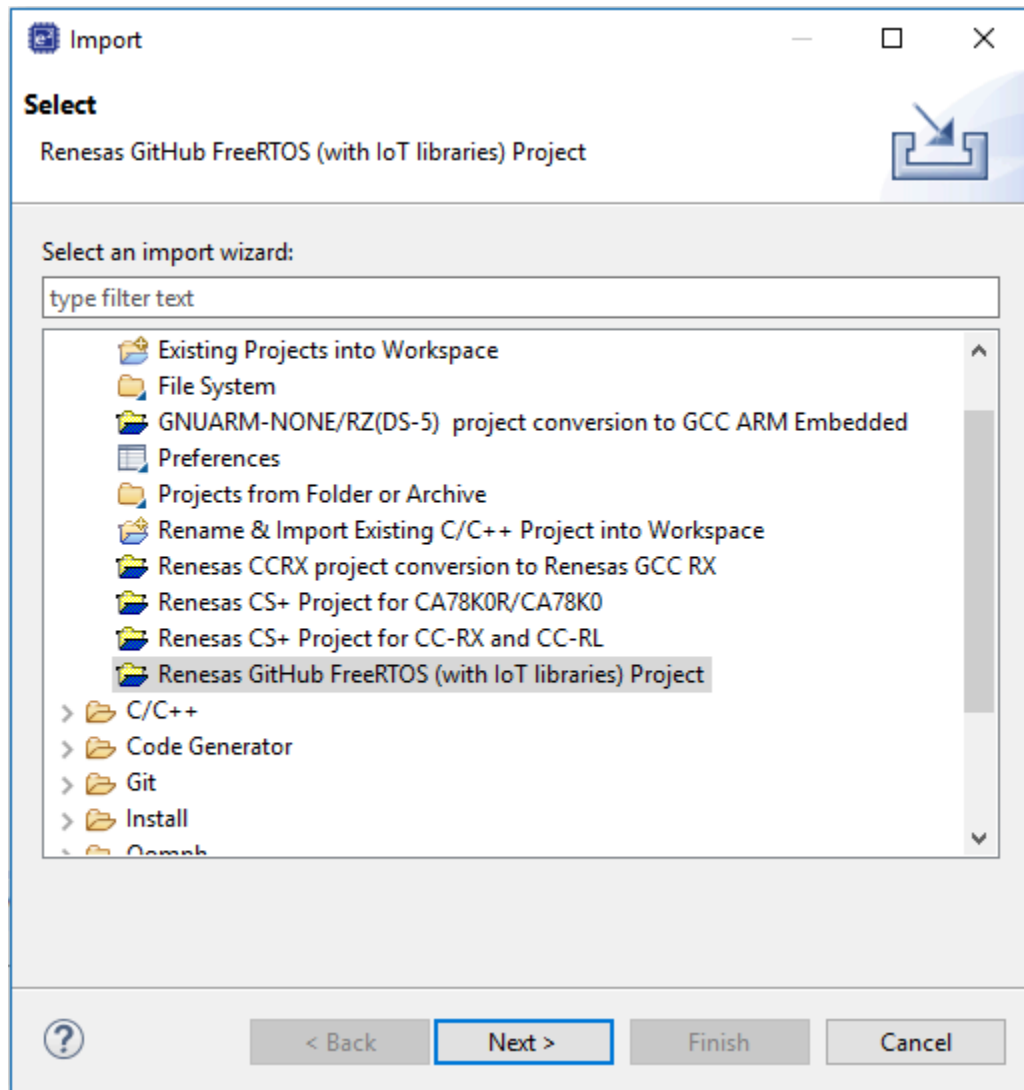 Import
Select
Renesas GitHub FreeRTOS (with IoT libraries) Project
Select an import wizard:
type filter text
Existing Projects into Workspace
File System
GNUARM-NONE/RZ(DS-5)  project conversion to GCC ARM Embedded
Preferences
Projects from Folder or Archive
Rename & Import Existing C/C++ Project into Workspace
Renesas CCRX project conversion to Renesas GCC RX
Renesas CS+ Project for CA78K0R/CA78K0
Renesas CS+ Project for CC-RX and CC-RL
Renesas GitHub FreeRTOS (with IoT libraries) Project
C/C++
Code Generator
Git
Install
Oomph
< Back Next > Finish Cancel